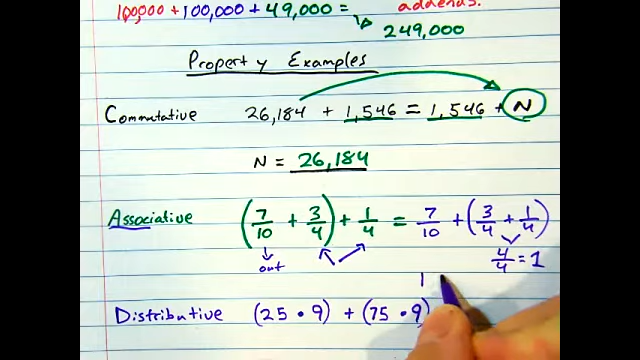 100,000 + 100,000 + 49,000 = addends.
249,000
Property Examples
Commutative 26,184 + 1,546 = 1,546 + N
N = 26,184
Associative (7/10 + 3/4) + 1/4 = 7/10 + (3/4 + 1/4)
out 4/4 = 1
1
Distributive (25 • 9) + (75 • 9)